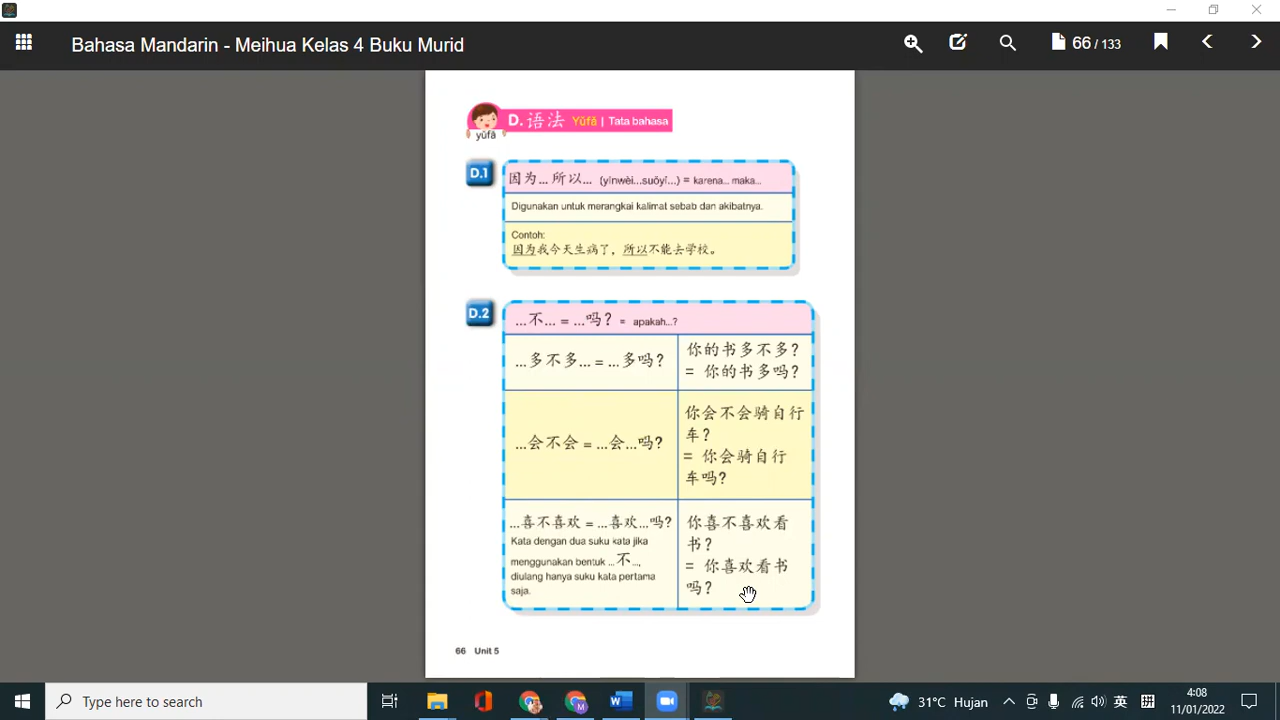 Bahasa Mandarin - Meihua Kelas 4 Buku Murid
66 / 133
D. 语法 Yǔfǎ | Tata bahasa
yǔfǎ
D.1
因为... 所以... (yīnwèi...suǒyǐ...) = karena... maka...
Digunakan untuk merangkai kalimat sebab dan akibatnya.
Contoh:
因为我今天生病了，所以不能去学校。
D.2
...不... = ...吗? = apakah...?
...多不多... = ...多吗?
你的书多不多?
= 你的书多吗?
...会不会 = ...会...吗?
你会不会骑自行
车?
= 你会骑自行
车吗?
...喜不喜欢 = ...喜欢...吗?
Kata dengan dua suku kata jika
menggunakan bentuk ...不...,
diulang hanya suku kata pertama
saja.
你喜不喜欢看
书?
= 你喜欢看书
吗?
66 Unit 5
Type here to search
31°C Hujan
英
4:08
11/01/2022